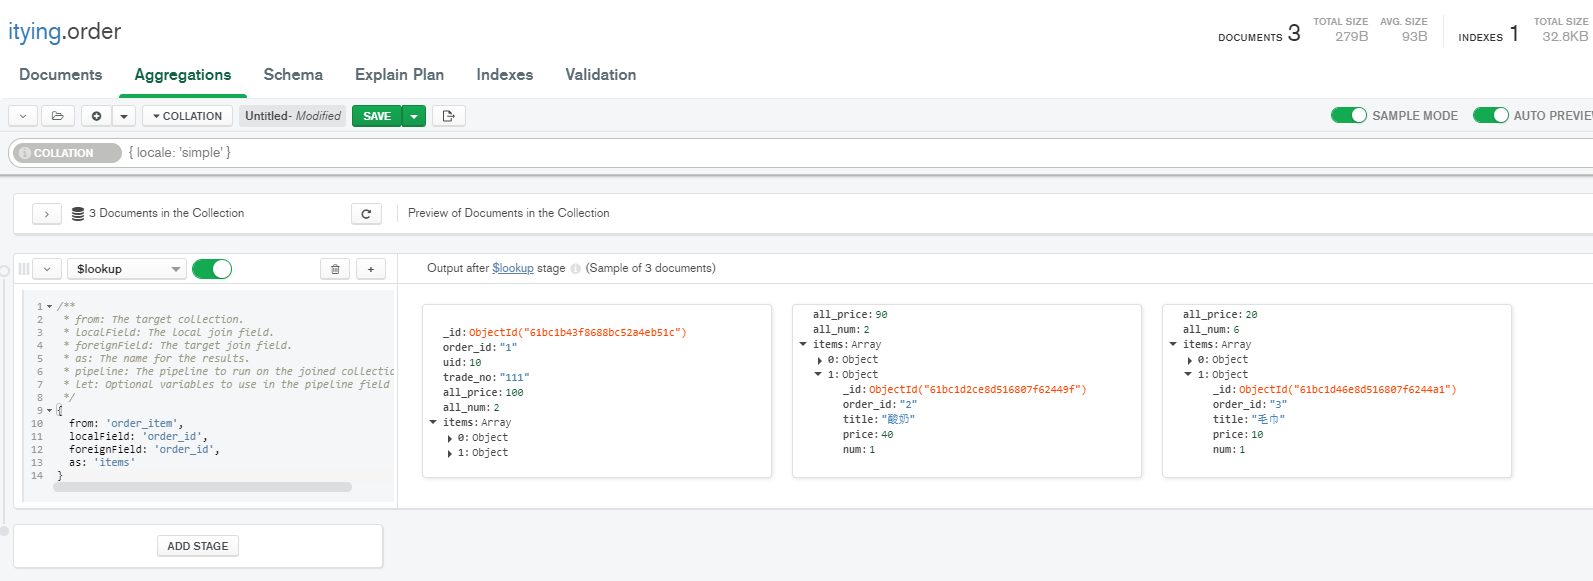 itying.order
DOCUMENTS 3 TOTAL SIZE 279B AVG. SIZE 93B INDEXES 1 TOTAL SIZE 32.8KB
Documents Aggregations Schema Explain Plan Indexes Validation
COLLATION Untitled- Modified SAVE SAMPLE MODE AUTO PREVIE
COLLATION { locale: 'simple' }
3 Documents in the Collection Preview of Documents in the Collection
$lookup Output after $lookup stage (Sample of 3 documents)
1 /**
2 * from: The target collection.
3 * localField: The local join field.
4 * foreignField: The target join field.
5 * as: The name for the results.
6 * pipeline: The pipeline to run on the joined collectio
7 * let: Optional variables to use in the pipeline field
8 */
9 {
10 from: 'order_item',
11 localField: 'order_id',
12 foreignField: 'order_id',
13 as: 'items'
14 }
_id: ObjectId("61bc1b43f8688bc52a4eb51c")
order_id: "1"
uid: 10
trade_no: "111"
all_price: 100
all_num: 2
items: Array
0: Object
1: Object
all_price: 90
all_num: 2
items: Array
0: Object
1: Object
_id: ObjectId("61bc1d2ce8d516807f62449f")
order_id: "2"
title: "酸奶"
price: 40
num: 1
all_price: 20
all_num: 6
items: Array
0: Object
1: Object
_id: ObjectId("61bc1d46e8d516807f6244a1")
order_id: "3"
title: "毛巾"
price: 10
num: 1
ADD STAGE